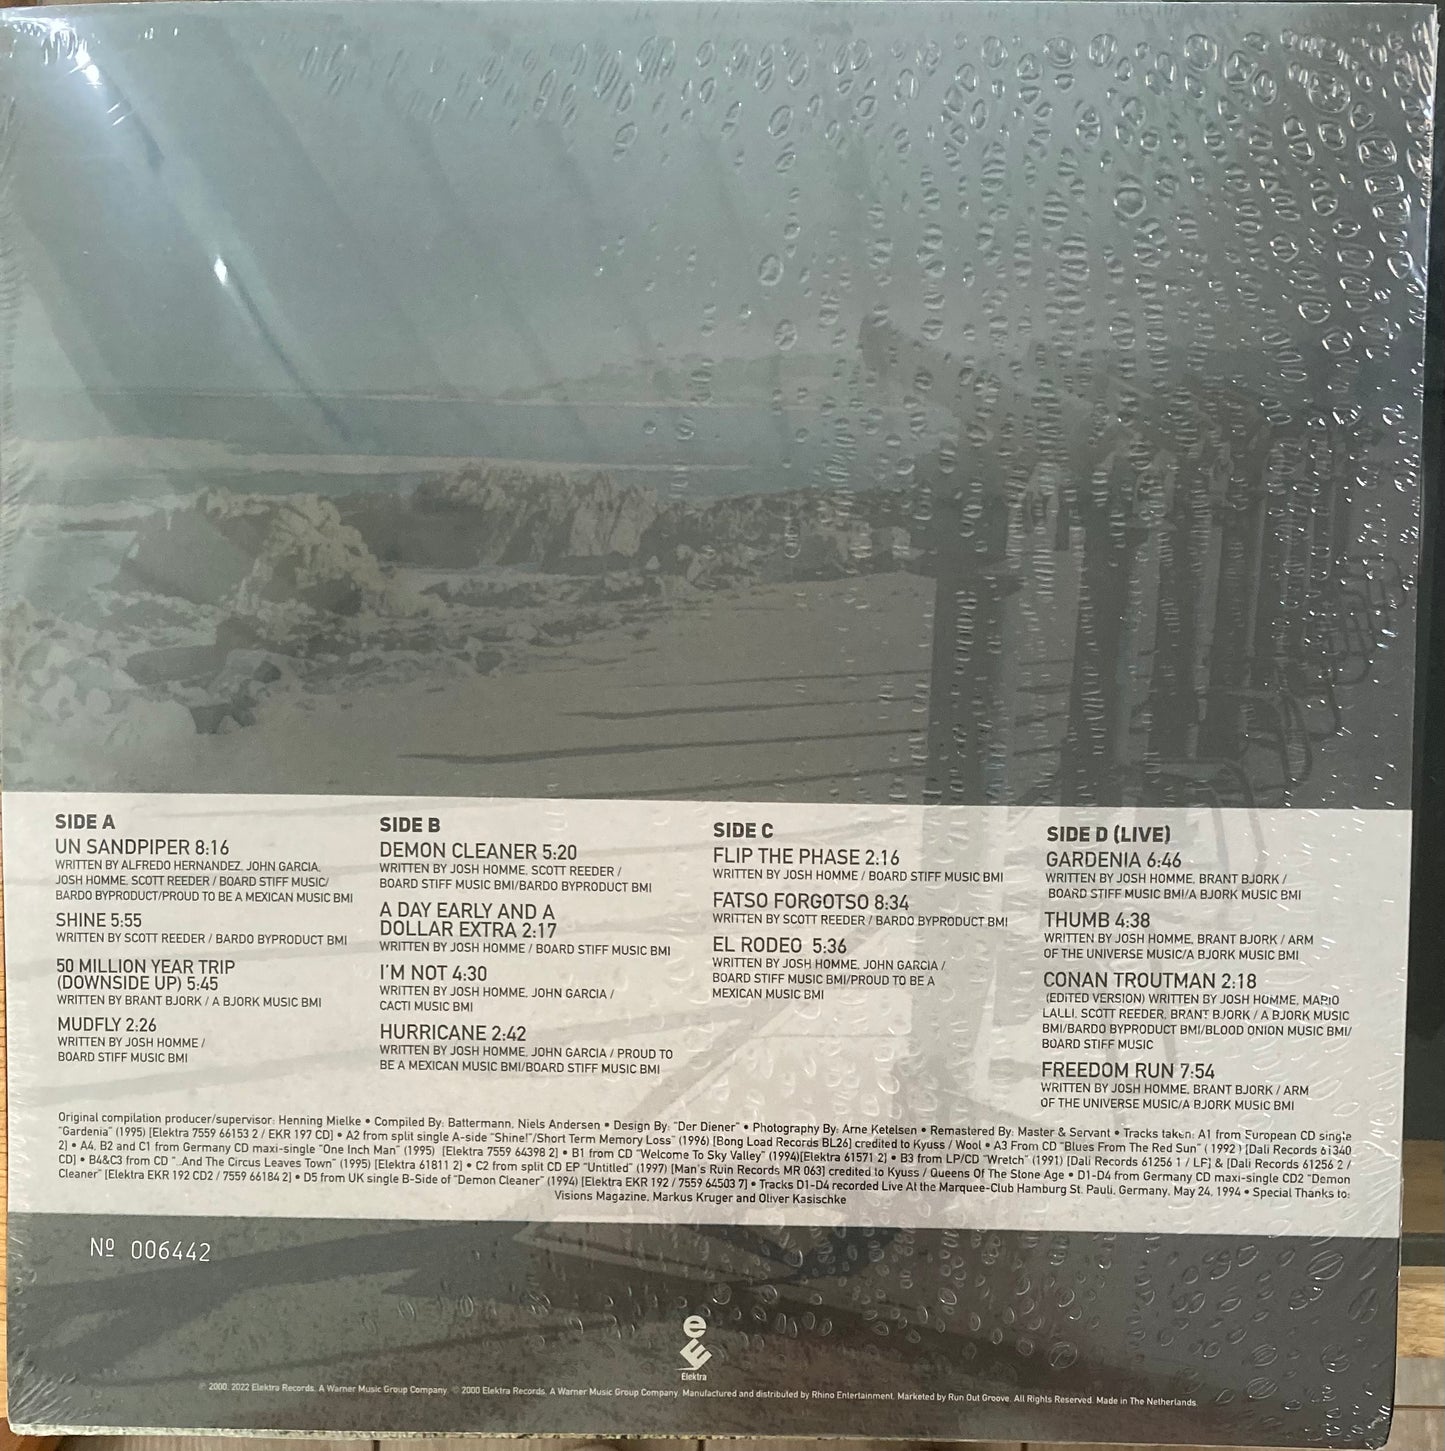 SIDE A
UN SANDPIPER 8:16
WRITTEN BY ALFREDO HERNANDEZ, JOHN GARCIA,
JOSH HOMME, SCOTT REEDER / BOARD STIFF MUSIC/
BARDO BYPRODUCT/PROUD TO BE A MEXICAN MUSIC BMI
SHINE 5:55
WRITTEN BY SCOTT REEDER / BARDO BYPRODUCT BMI
50 MILLION YEAR TRIP
(DOWNSIDE UP) 5:45
WRITTEN BY BRANT BJORK / A BJORK MUSIC BMI
MUDFLY 2:26
WRITTEN BY JOSH HOMME /
BOARD STIFF MUSIC BMI
SIDE B
DEMON CLEANER 5:20
WRITTEN BY JOSH HOMME, SCOTT REEDER /
BOARD STIFF MUSIC BMI/BARDO BYPRODUCT BMI
A DAY EARLY AND A
DOLLAR EXTRA 2:17
WRITTEN BY JOSH HOMME / BOARD STIFF MUSIC BMI
I'M NOT 4:30
WRITTEN BY JOSH HOMME, JOHN GARCIA /
CACTI MUSIC BMI
HURRICANE 2:42
WRITTEN BY JOSH HOMME, JOHN GARCIA / PROUD TO
BE A MEXICAN MUSIC BMI/BOARD STIFF MUSIC BMI
SIDE C
FLIP THE PHASE 2:16
WRITTEN BY JOSH HOMME / BOARD STIFF MUSIC BMI
FATSO FORGOTSO 8:34
WRITTEN BY SCOTT REEDER / BARDO BYPRODUCT BMI
EL RODEO 5:36
WRITTEN BY JOSH HOMME, JOHN GARCIA /
BOARD STIFF MUSIC BMI/PROUD TO BE A
MEXICAN MUSIC BMI
SIDE D (LIVE)
GARDENIA 6:46
WRITTEN BY JOSH HOMME, BRANT BJORK /
BOARD STIFF MUSIC BMI/A BJORK MUSIC BMI
THUMB 4:38
WRITTEN BY JOSH HOMME, BRANT BJORK / ARM
OF THE UNIVERSE MUSIC/A BJORK MUSIC BMI
CONAN TROUTMAN 2:18
(EDITED VERSION) WRITTEN BY JOSH HOMME, MARIO
LALLI, SCOTT REEDER, BRANT BJORK / A BJORK MUSIC
BMI/BARDO BYPRODUCT BMI/BLOOD ONION MUSIC BMI/
BOARD STIFF MUSIC
FREEDOM RUN 7:54
WRITTEN BY JOSH HOMME, BRANT BJORK / ARM
OF THE UNIVERSE MUSIC/A BJORK MUSIC BMI
Original compilation producer/supervisor: Henning Mielke • Compiled By: Battermann, Niels Andersen • Design By: "Der Diener" • Photography By: Arne Ketelsen • Remastered By: Master & Servant • Tracks taken: A1 from European CD single
"Gardenia" (1995) [Elektra 7559 66153 2 / EKR 197 CD] • A2 from split single A-side "Shine!"/Short Term Memory Loss" (1996) [Bong Load Records BL26] credited to Kyuss / Wool • A3 From CD "Blues From The Red Sun" (1992) [Dali Records 61340
2] • A4, B2 and C1 from Germany CD maxi-single "One Inch Man" (1995) [Elektra 7559 64398 2] • B1 from CD "Welcome To Sky Valley" (1994)[Elektra 61571 2] • B3 from LP/CD "Wretch" (1991) [Dali Records 61256 1 / LF] & [Dali Records 61256 2 /
CD] • B4&C3 from CD "..And The Circus Leaves Town" (1995) [Elektra 61811 2] • C2 from split CD EP "Untitled" (1997) [Man's Ruin Records MR 063] credited to Kyuss / Queens Of The Stone Age • D1-D4 from Germany CD maxi-single CD2 "Demon
Cleaner" [Elektra EKR 192 CD2 / 7559 66184 2] • D5 from UK single B-Side of "Demon Cleaner" (1994) [Elektra EKR 192 / 7559 64503 7] • Tracks D1-D4 recorded Live At the Marquee-Club Hamburg St. Pauli, Germany, May 24, 1994 • Special Thanks to:
Visions Magazine, Markus Kruger and Oliver Kasischke
Nº 006442
Elektra
℗ 2000, 2022 Elektra Records, A Warner Music Group Company. © 2000 Elektra Records, A Warner Music Group Company. Manufactured and distributed by Rhino Entertainment. Marketed by Run Out Groove. All Rights Reserved. Made in The Netherlands.